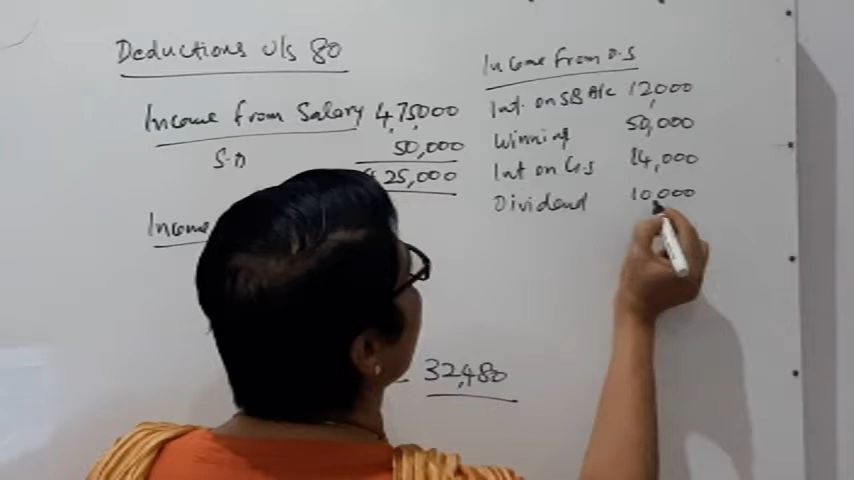 Deductions u/s 80
Income from Salary 4,75,000
S.D 50,000
25,000
Income
32,480
Income from O.S
Int. on SB A/c 12,000
Winning 50,000
Int on G.S 14,000
Dividend 10,000